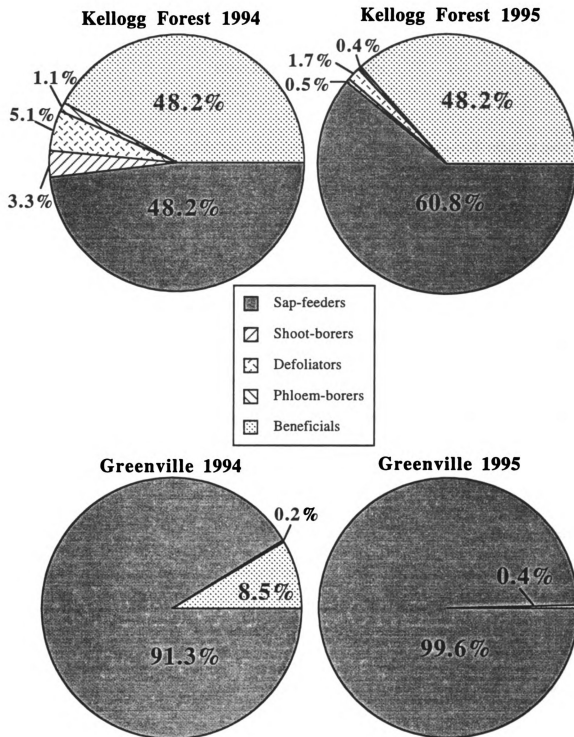 Kellogg Forest 1994
Kellogg Forest 1995
1.1%
5.1%
3.3%
48.2%
48.2%
0.4%
1.7%
0.5%
48.2%
60.8%
Sap-feeders
Shoot-borers
Defoliators
Phloem-borers
Beneficials
Greenville 1994
Greenville 1995
0.2%
8.5%
91.3%
0.4%
99.6%